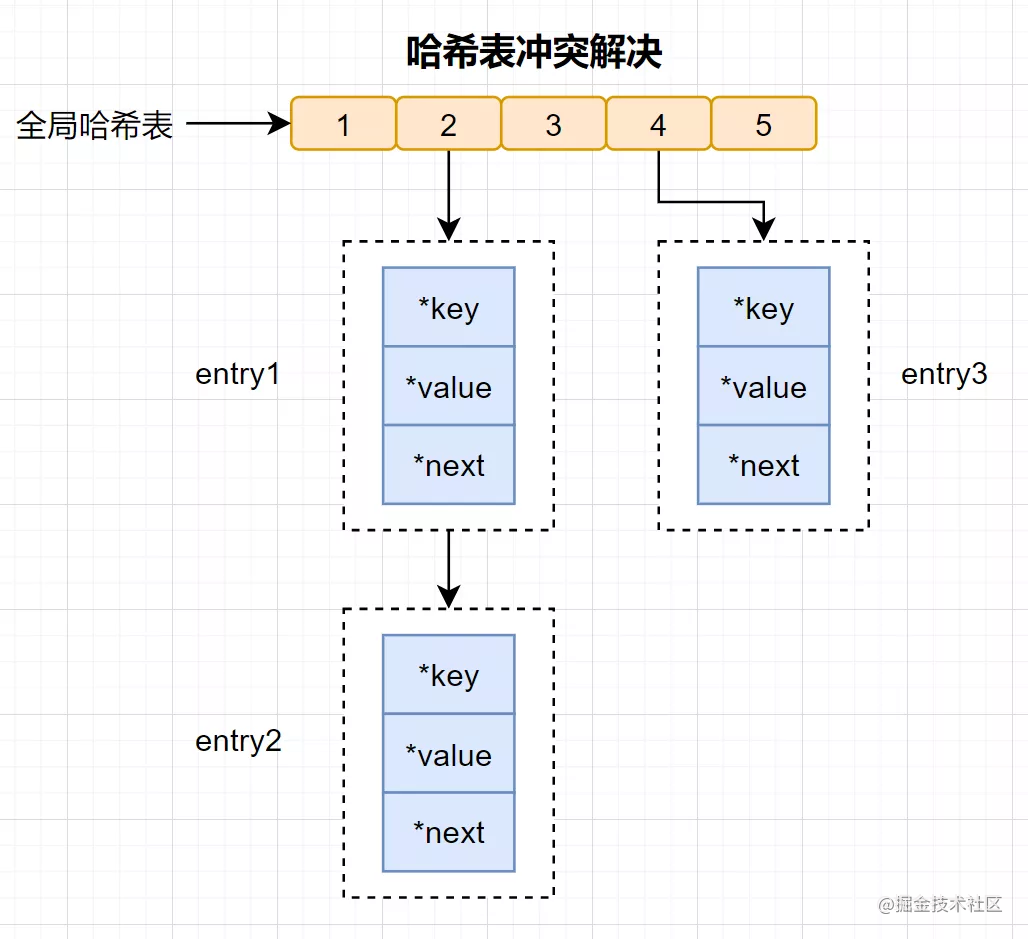 哈希表冲突解决
全局哈希表
1 2 3 4 5
*key
*value
*next
entry1
*key
*value
*next
entry3
*key
*value
*next
entry2
@掘金技术社区